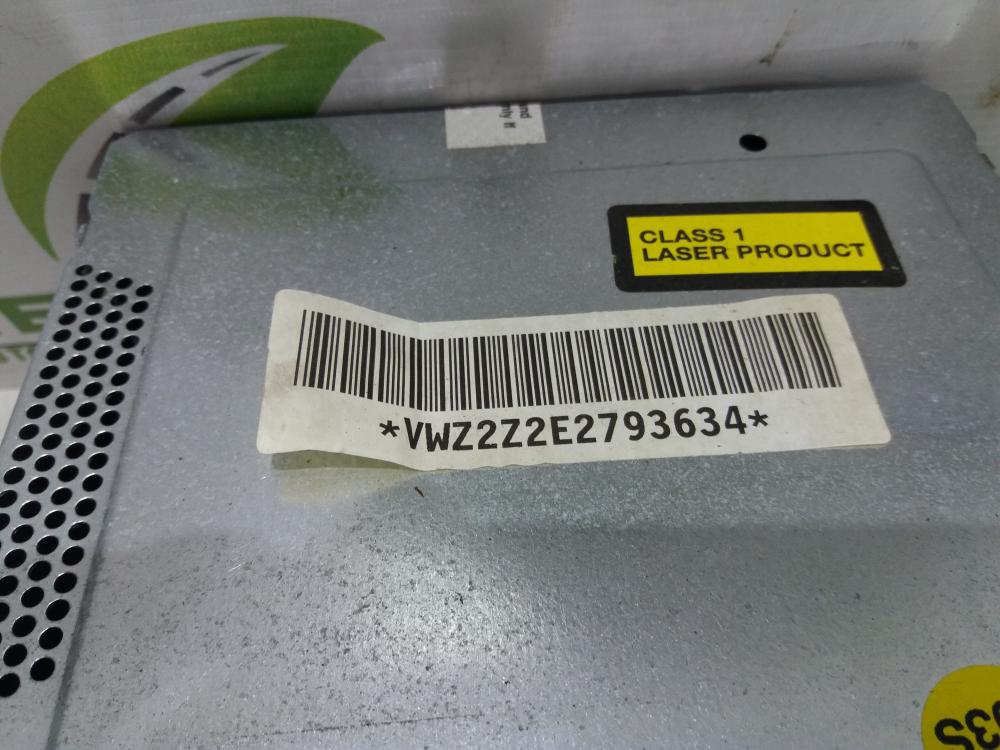 CLASS 1
LASER PRODUCT
*VWZ2Z2E2793634*